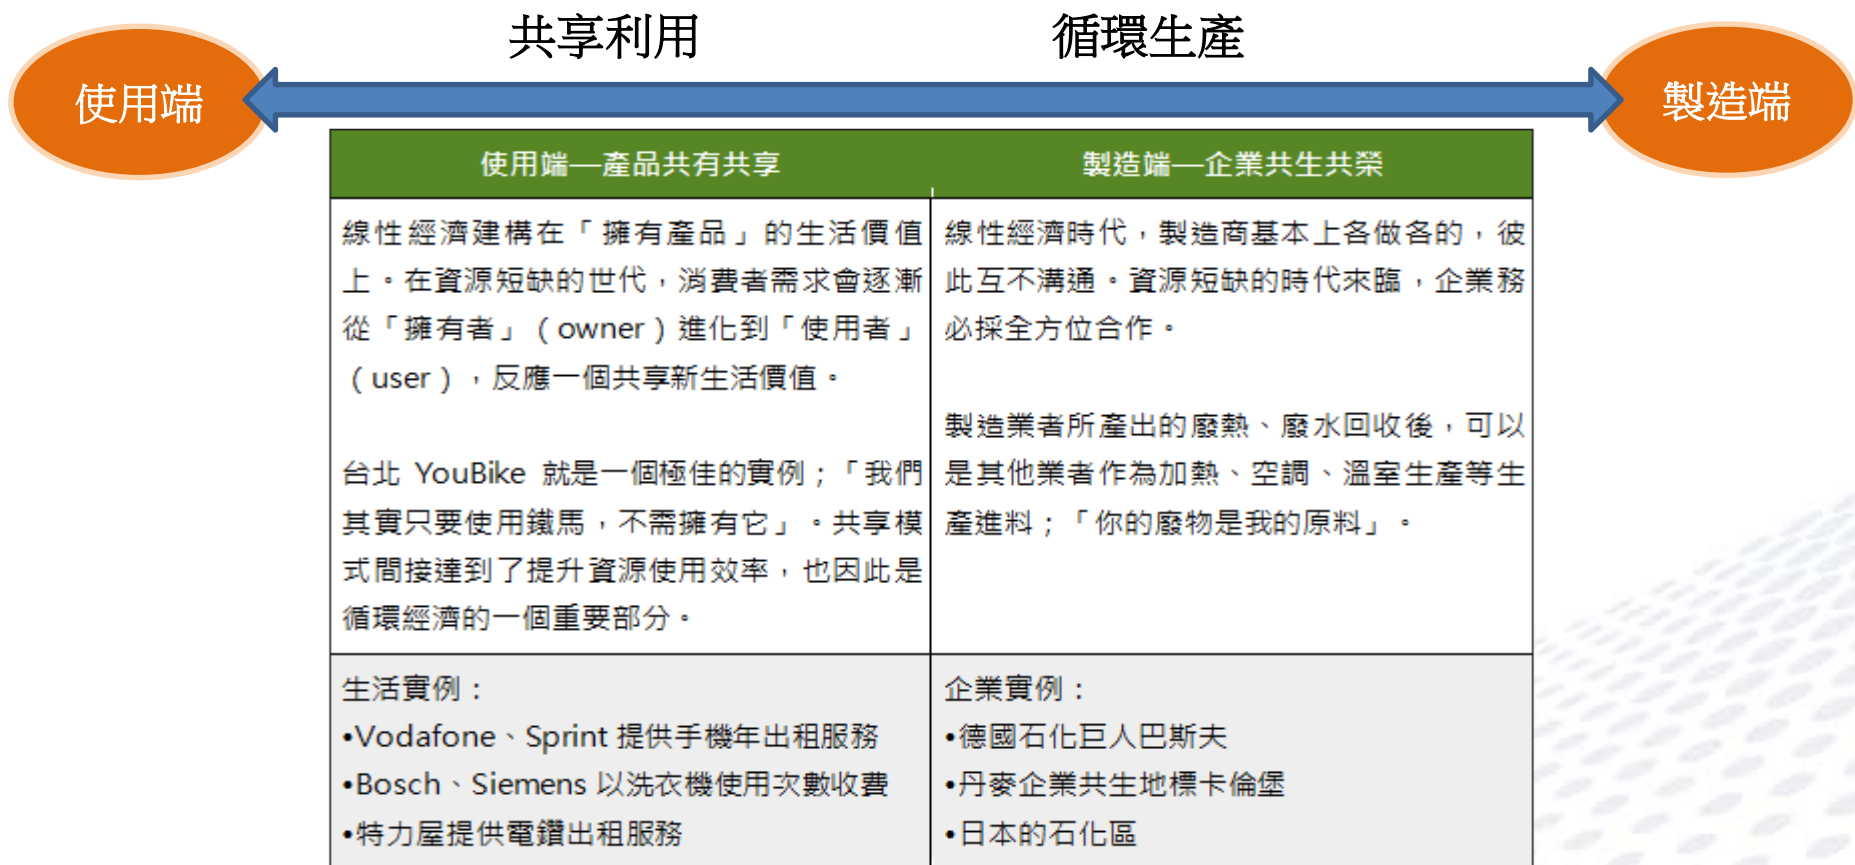 共享利用
循環生產
使用端
製造端
使用端—產品共有共享
線性經濟建構在「擁有產品」的生活價值
上。在資源短缺的世代，消費者需求會逐漸
從「擁有者」（owner）進化到「使用者」
（user），反應一個共享新生活價值。
台北 YouBike 就是一個極佳的實例；「我們
其實只要使用鐵馬，不需擁有它」。共享模
式間接達到了提升資源使用效率，也因此是
循環經濟的一個重要部分。
生活實例：
•Vodafone、Sprint 提供手機年出租服務
•Bosch、Siemens 以洗衣機使用次數收費
•特力屋提供電鑽出租服務
製造端—企業共生共榮
線性經濟時代，製造商基本上各做各的，彼
此互不溝通。資源短缺的時代來臨，企業務
必採全方位合作。
製造業者所產出的廢熱、廢水回收後，可以
是其他業者作為加熱、空調、溫室生產等生
產進料；「你的廢物是我的原料」。
企業實例：
•德國石化巨人巴斯夫
•丹麥企業共生地標卡倫堡
•日本的石化區